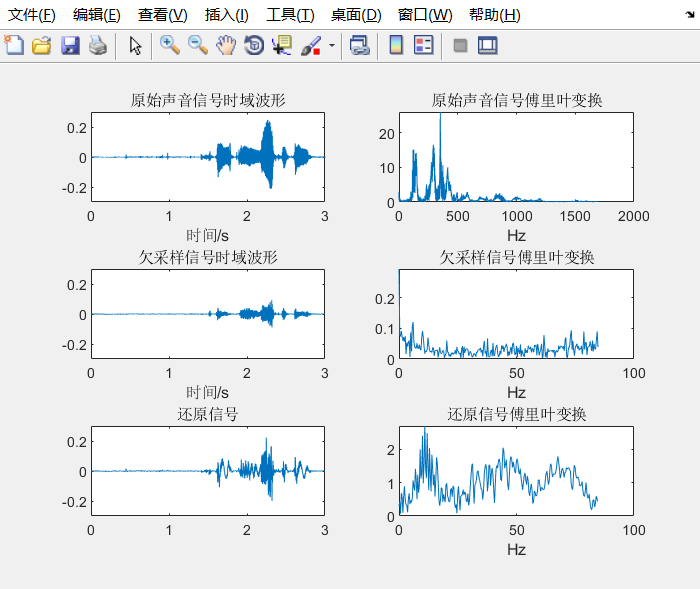 文件(F) 编辑(E) 查看(V) 插入(I) 工具(T) 桌面(D) 窗口(W) 帮助(H)
原始声音信号时域波形
0.2
0
-0.2
0 1 2 3
时间/s
原始声音信号傅里叶变换
20
10
0
0 500 1000 1500 2000
Hz
欠采样信号时域波形
0.2
0
-0.2
0 1 2 3
时间/s
欠采样信号傅里叶变换
0.2
0.1
0
0 50 100
Hz
还原信号
0.2
0
-0.2
0 1 2 3
还原信号傅里叶变换
2
1
0
0 50 100
Hz